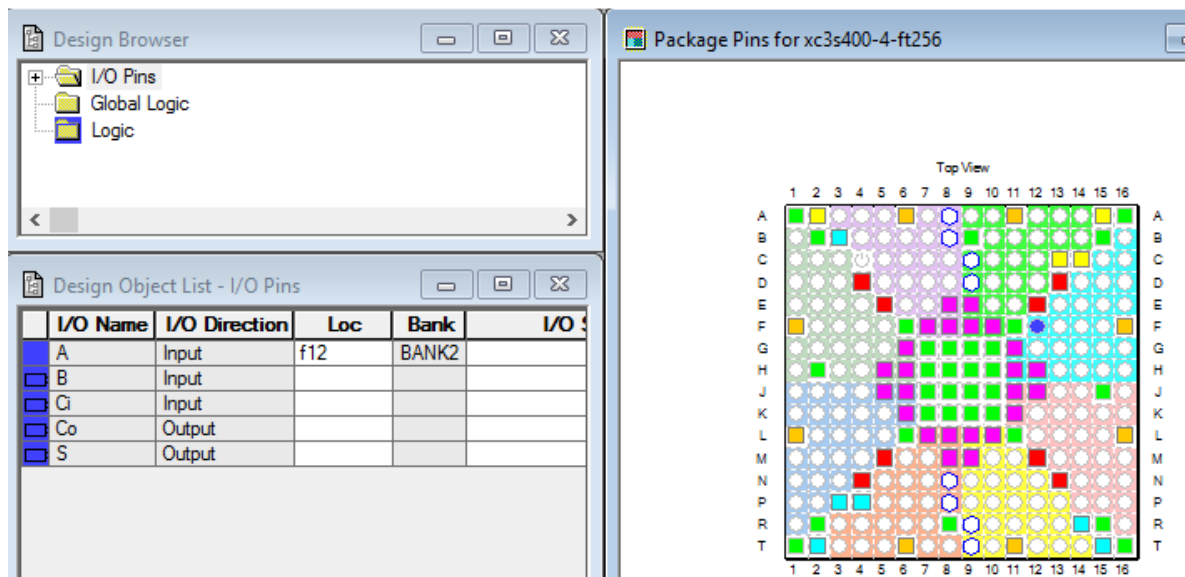 Design Browser
I/O Pins
Global Logic
Logic
Design Object List - I/O Pins
I/O Name I/O Direction Loc Bank I/O S
A Input f12 BANK2
B Input
Ci Input
Co Output
S Output
Package Pins for xc3s400-4-ft256
Top View
1 2 3 4 5 6 7 8 9 10 11 12 13 14 15 16
A A
B B
C C
D D
E E
F F
G G
H H
J J
K K
L L
M M
N N
P P
R R
T T
1 2 3 4 5 6 7 8 9 10 11 12 13 14 15 16